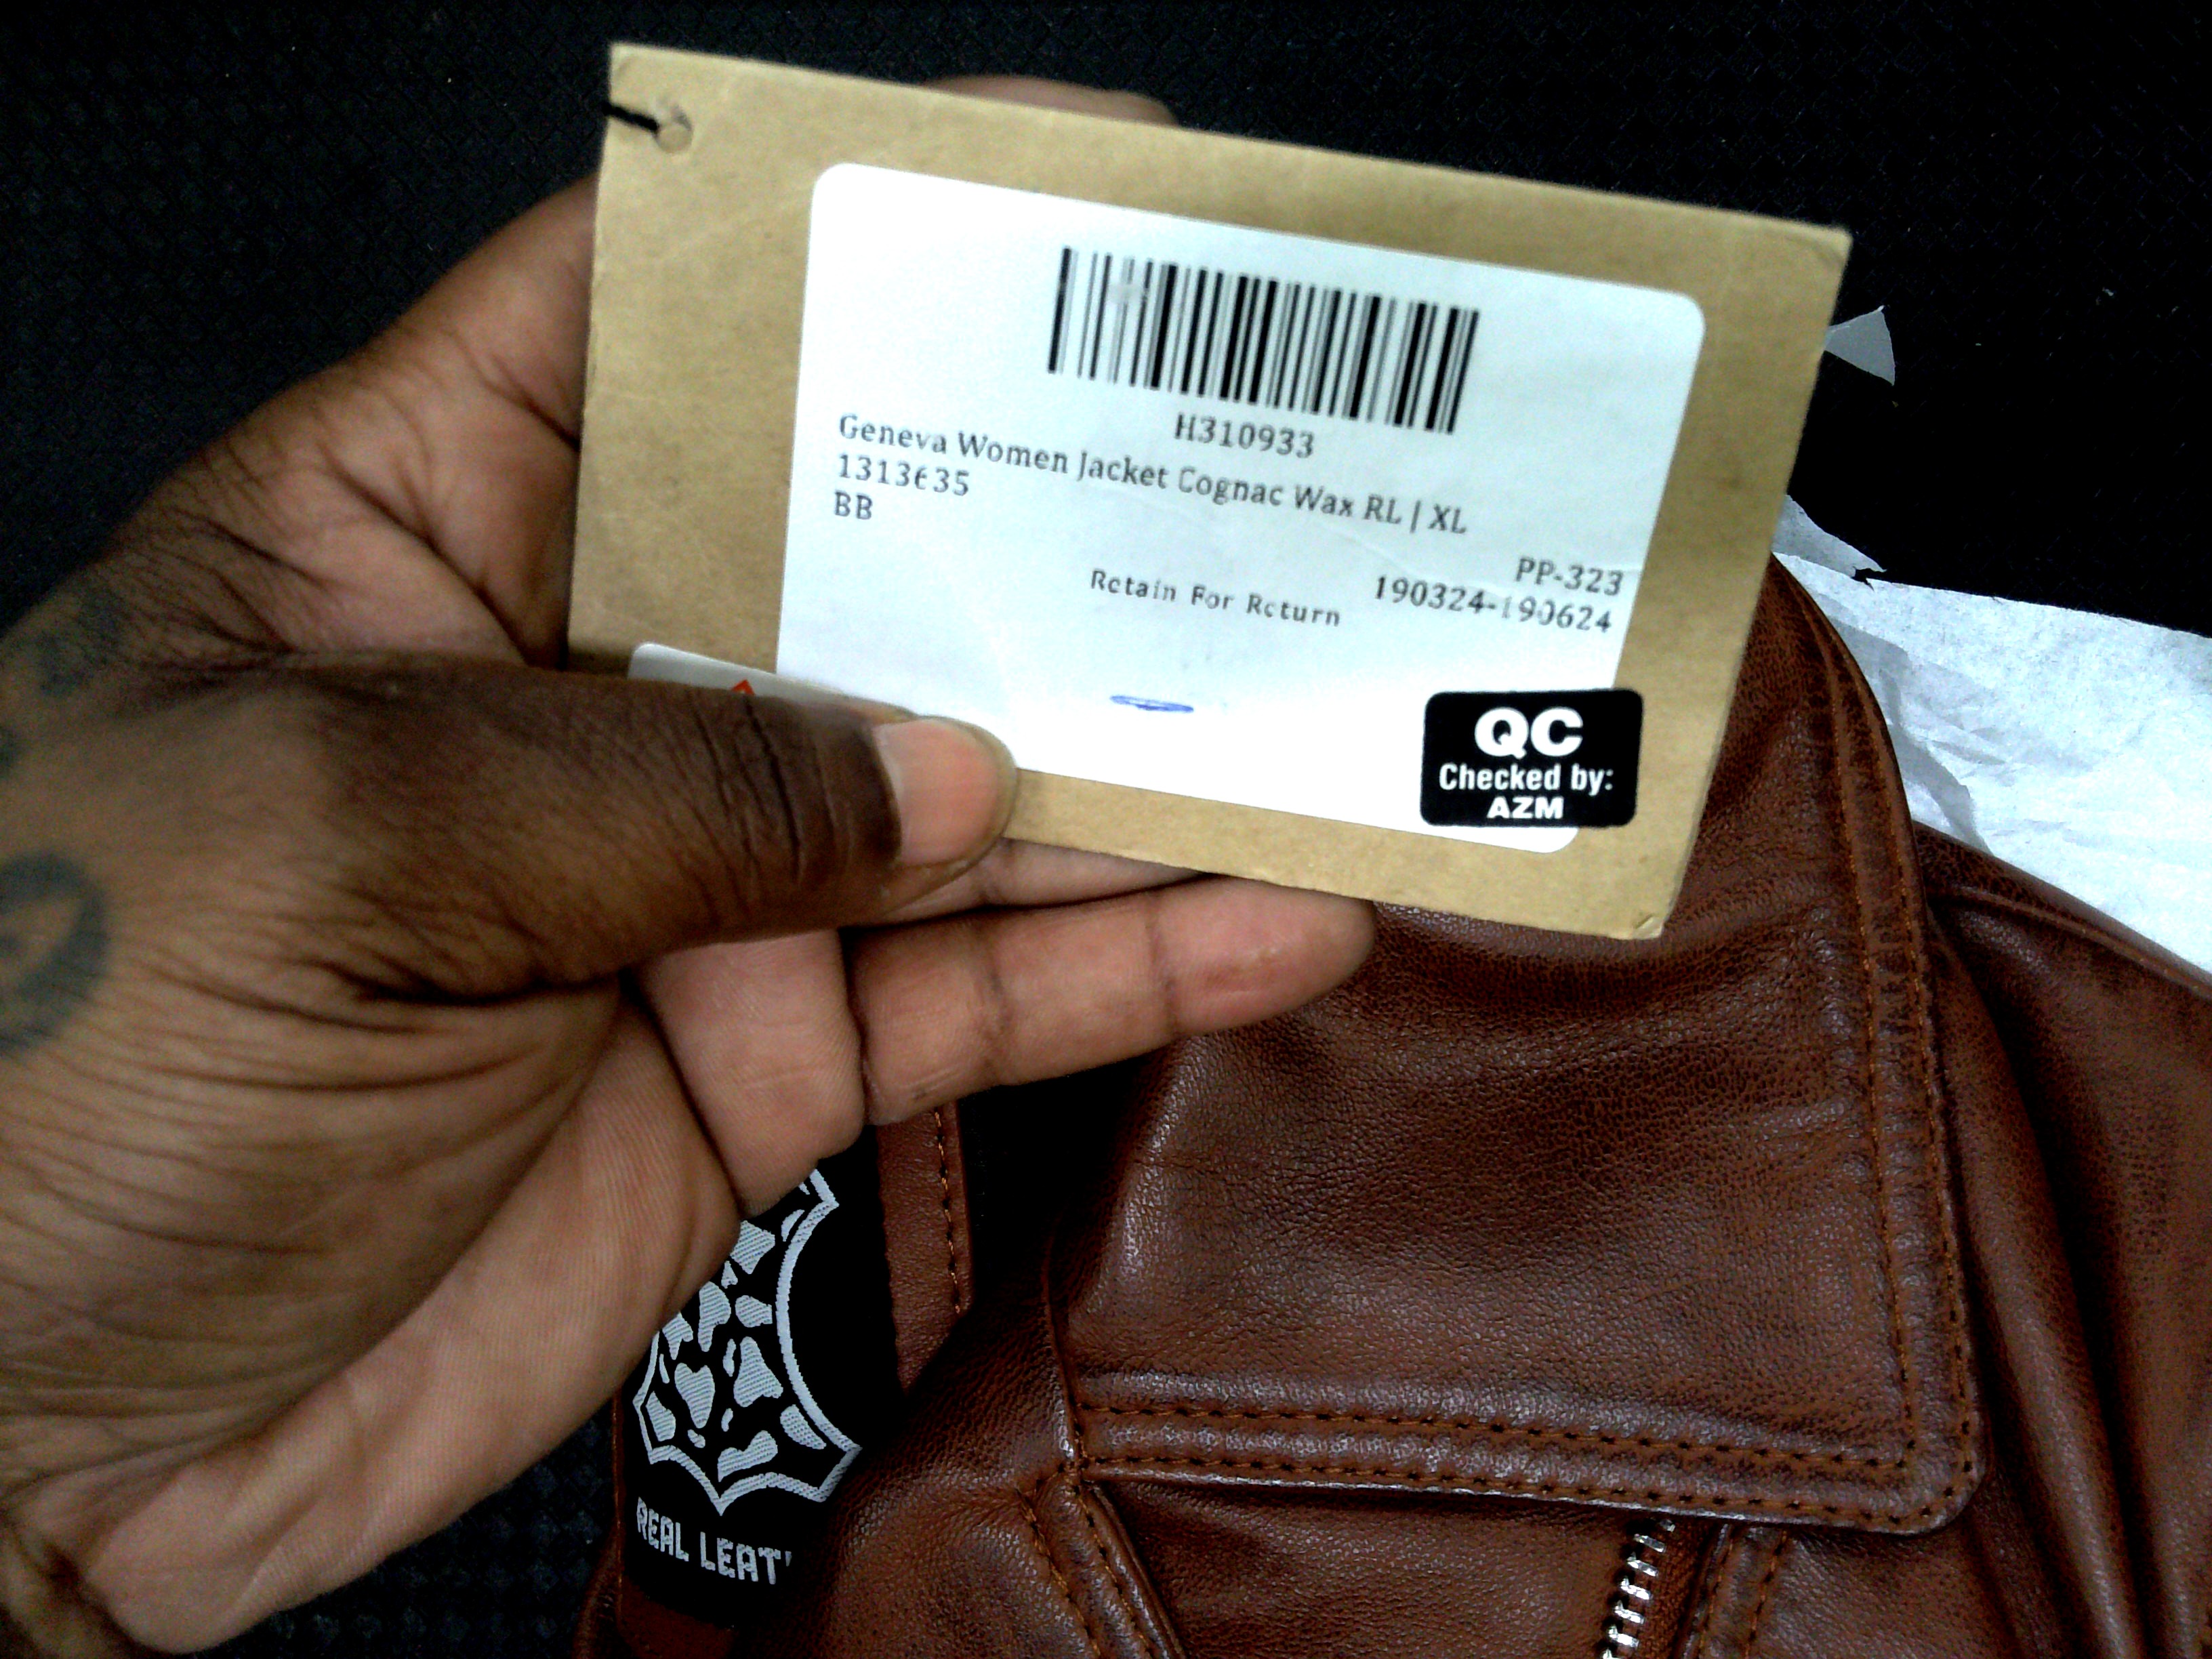 H310933
Geneva Women Jacket Cognac Wax RL | XL
1313635
BB
PP-323
190324-190624
Retain For Return
QC
Checked by:
AZM
REAL LEAT